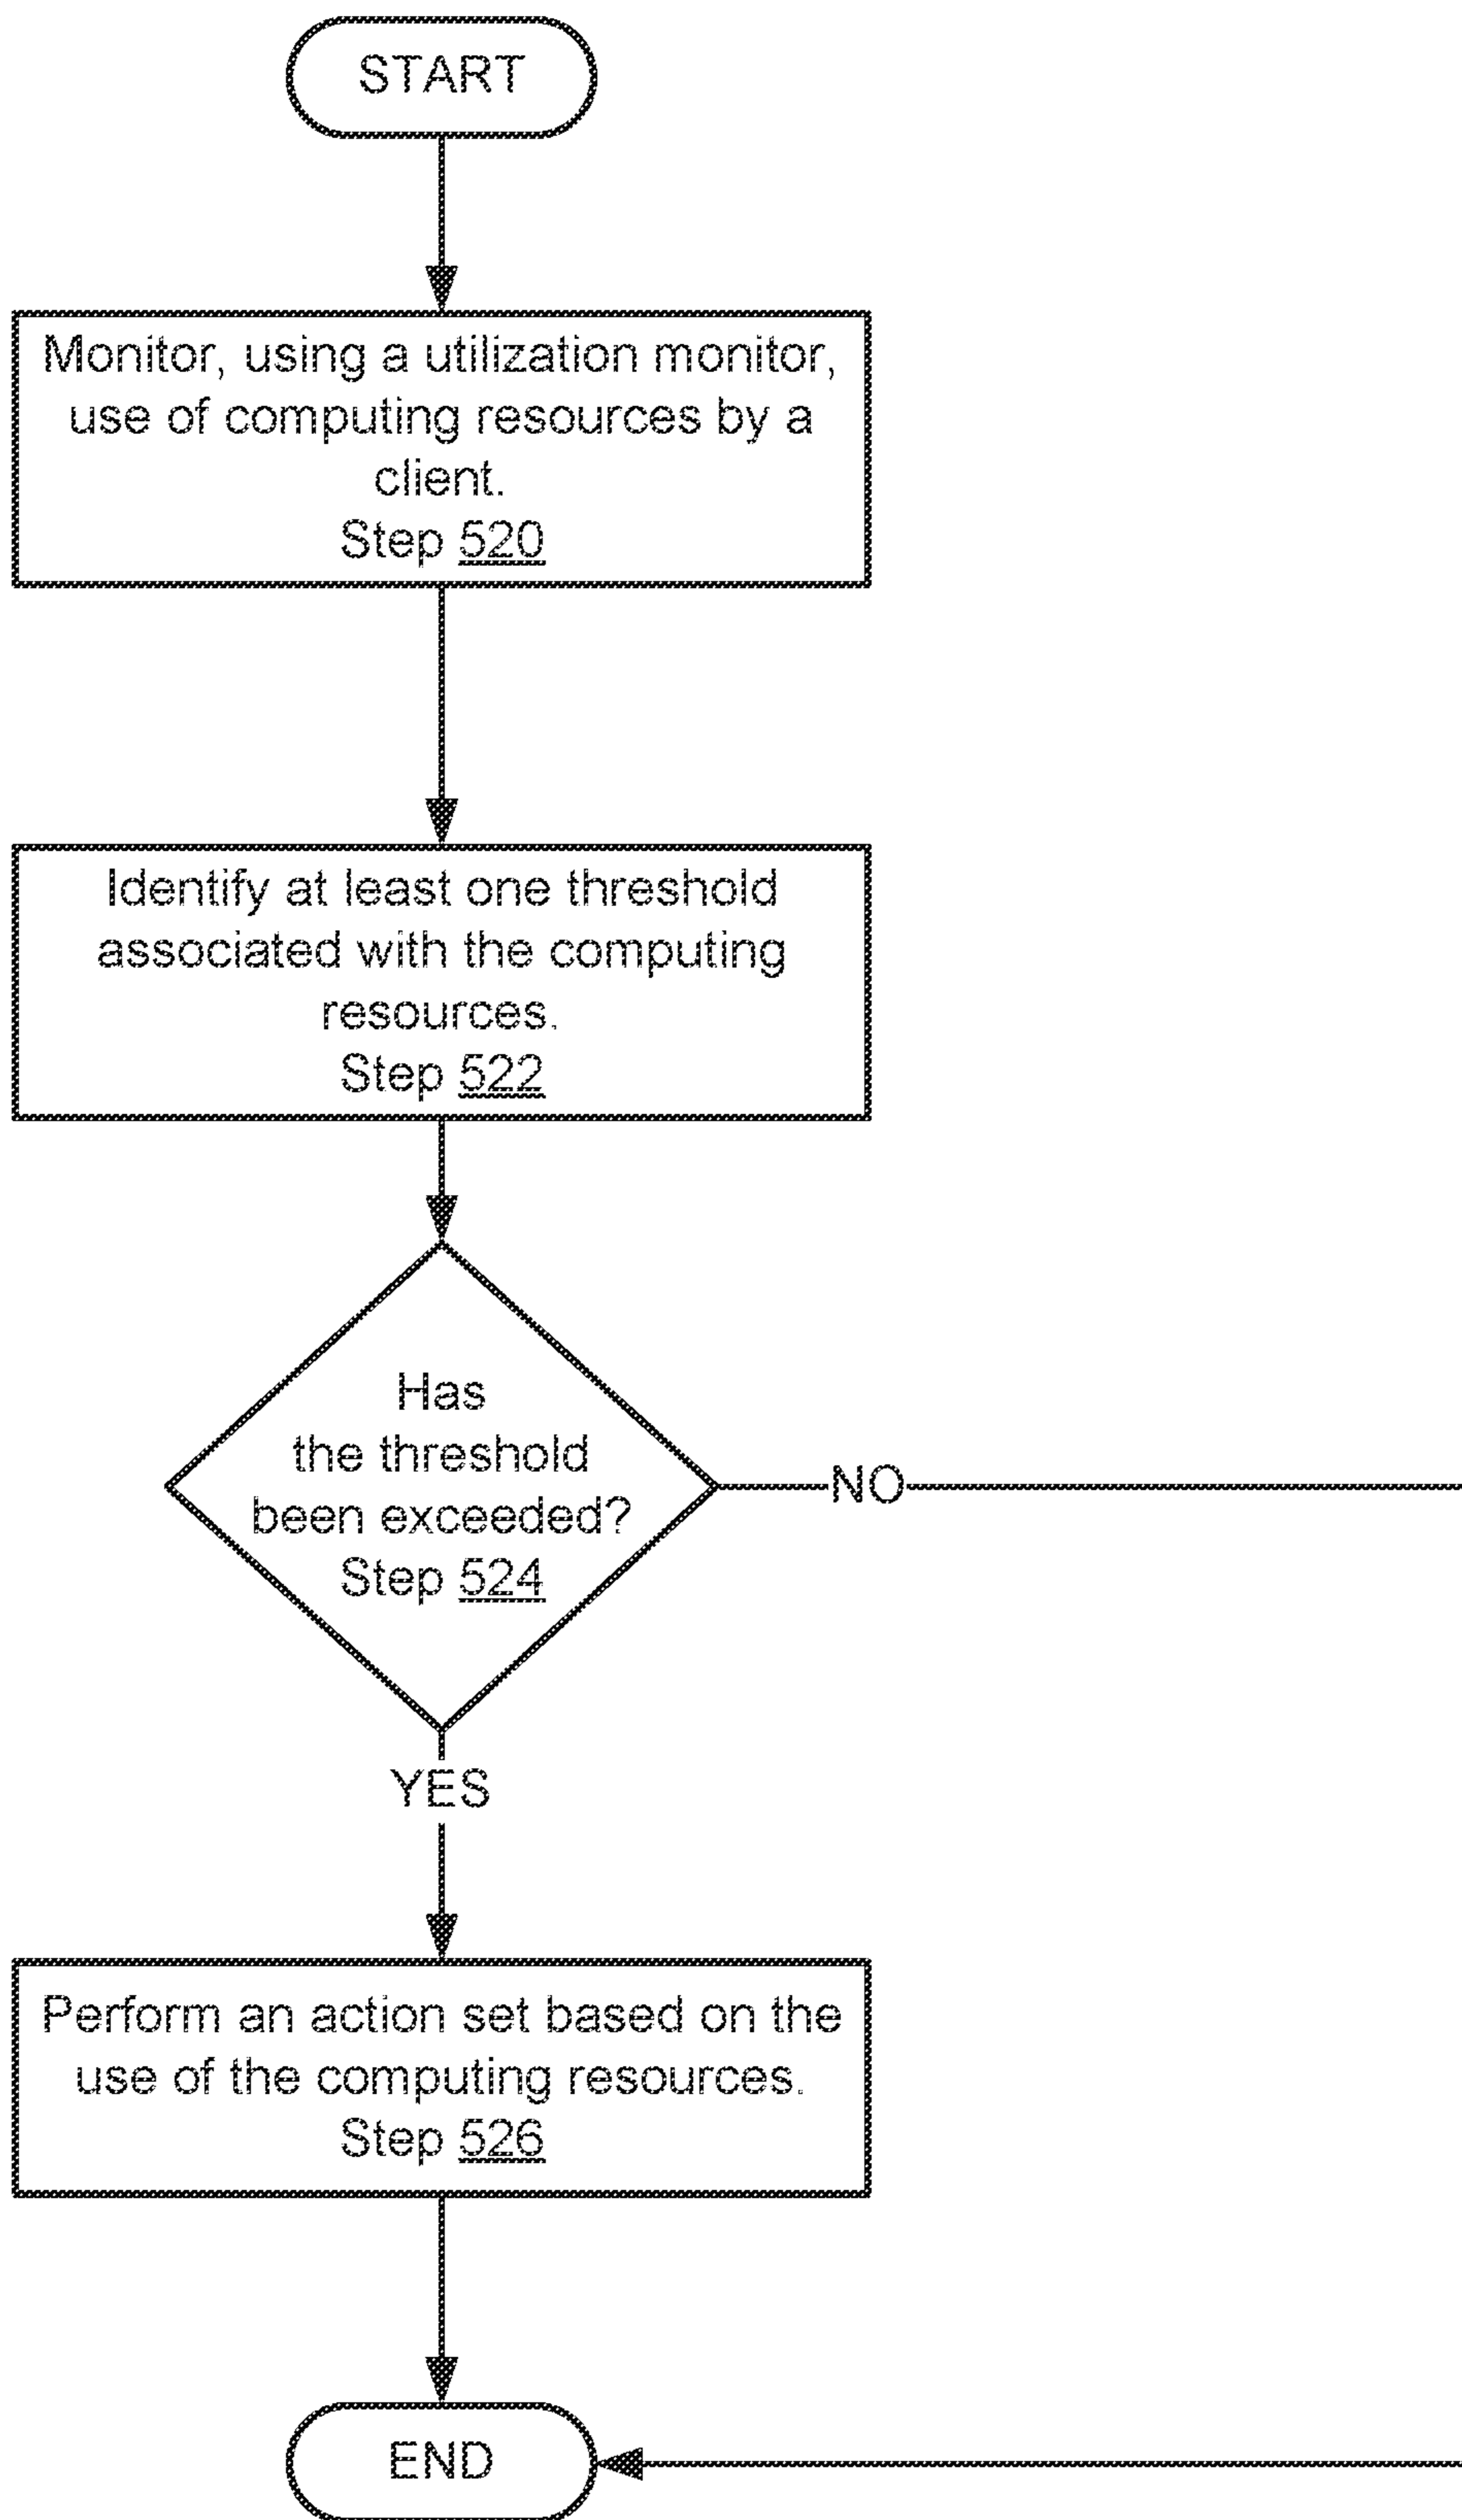 START
Monitor, using a utilization monitor,
use of computing resources by a
client.
Step 520
Identify at least one threshold
associated with the computing
resources.
Step 522
Has
the threshold
been exceeded?
Step 524
NO
YES
Perform an action set based on the
use of the computing resources.
Step 526
END